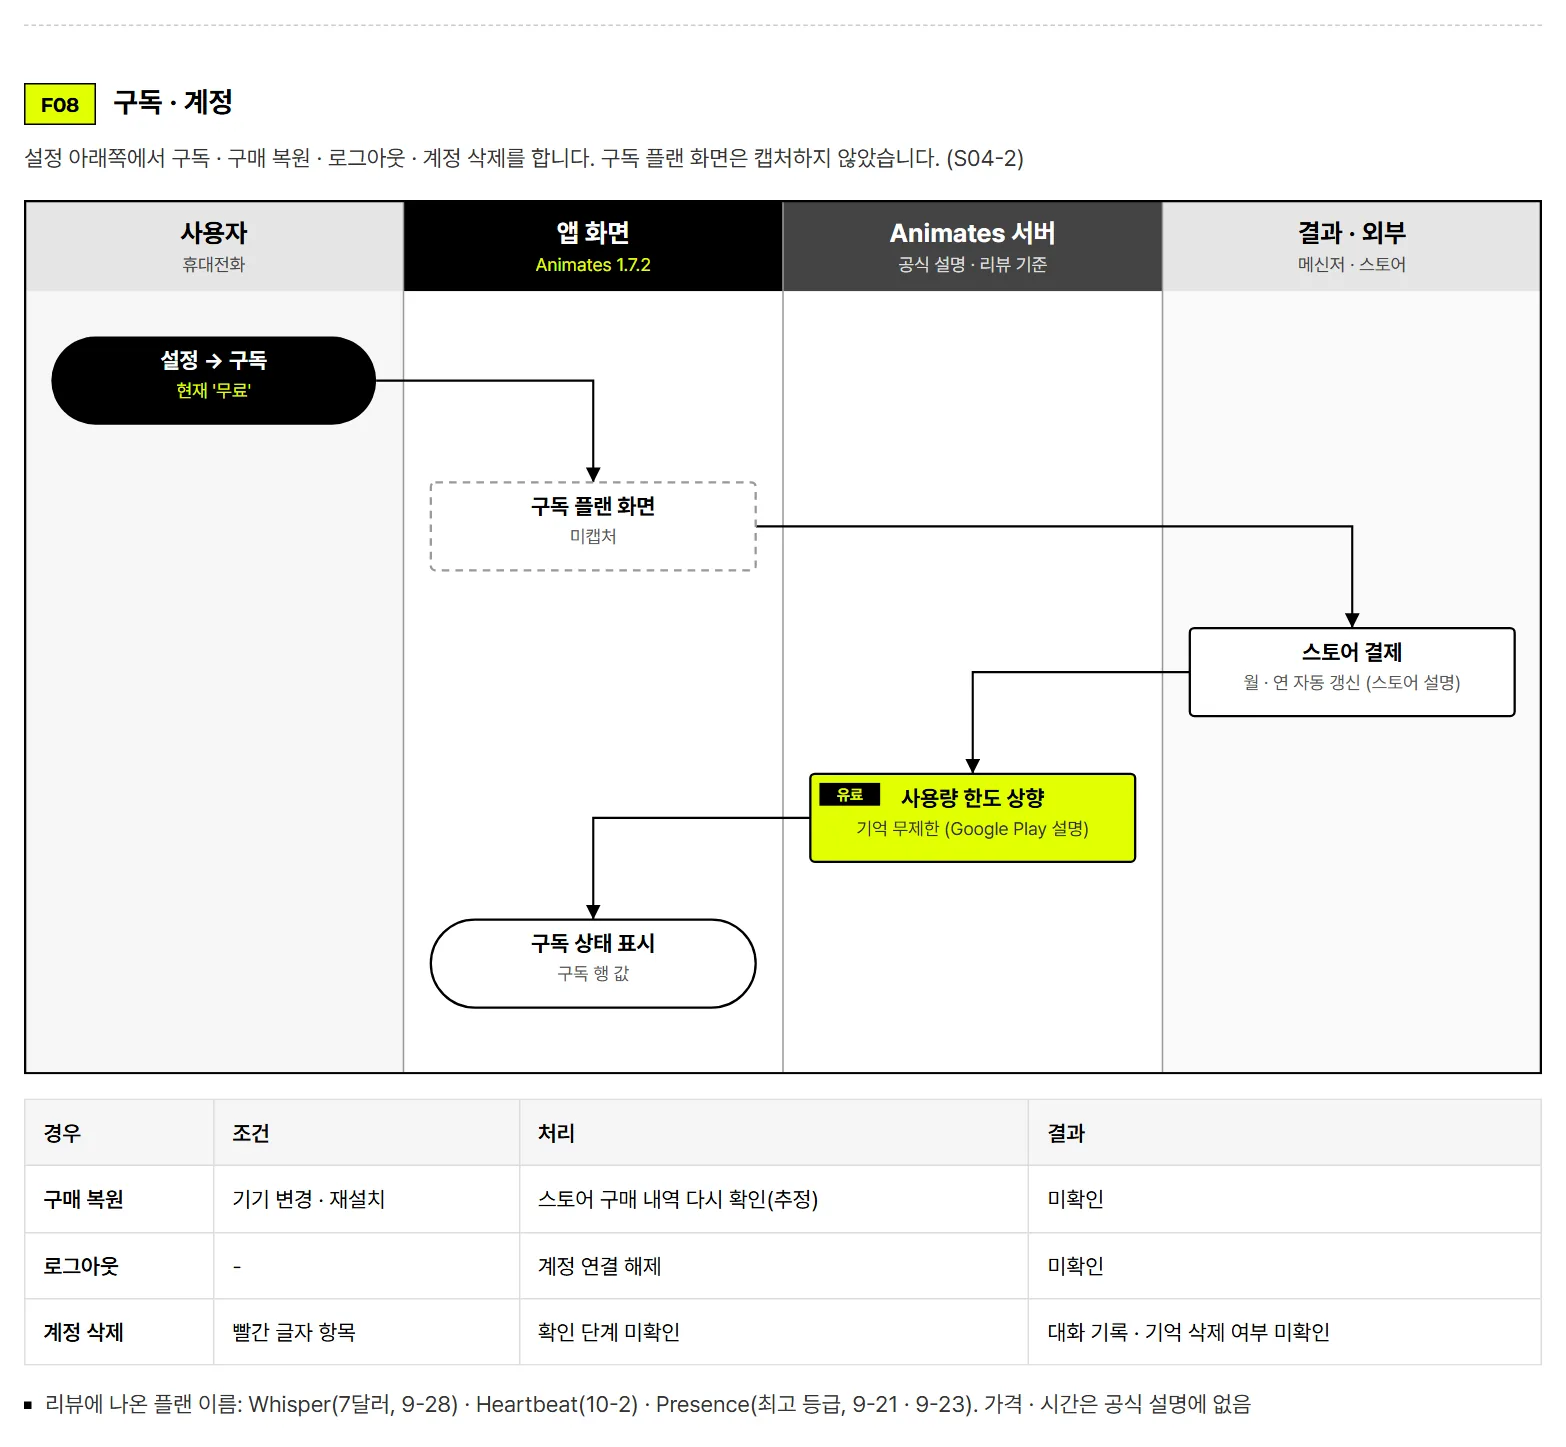 F08 구독 · 계정
설정 아래쪽에서 구독 · 구매 복원 · 로그아웃 · 계정 삭제를 합니다. 구독 플랜 화면은 캡처하지 않았습니다. (S04-2)
사용자
휴대전화
앱 화면
Animates 1.7.2
Animates 서버
공식 설명 · 리뷰 기준
결과 · 외부
메신저 · 스토어
설정 → 구독
현재 '무료'
구독 플랜 화면
미캡처
스토어 결제
월 · 연 자동 갱신 (스토어 설명)
유료 사용량 한도 상향
기억 무제한 (Google Play 설명)
구독 상태 표시
구독 행 값
경우 조건 처리 결과
구매 복원 기기 변경 · 재설치 스토어 구매 내역 다시 확인(추정) 미확인
로그아웃 - 계정 연결 해제 미확인
계정 삭제 빨간 글자 항목 확인 단계 미확인 대화 기록 · 기억 삭제 여부 미확인
리뷰에 나온 플랜 이름: Whisper(7달러, 9-28) · Heartbeat(10-2) · Presence(최고 등급, 9-21 · 9-23). 가격 · 시간은 공식 설명에 없음